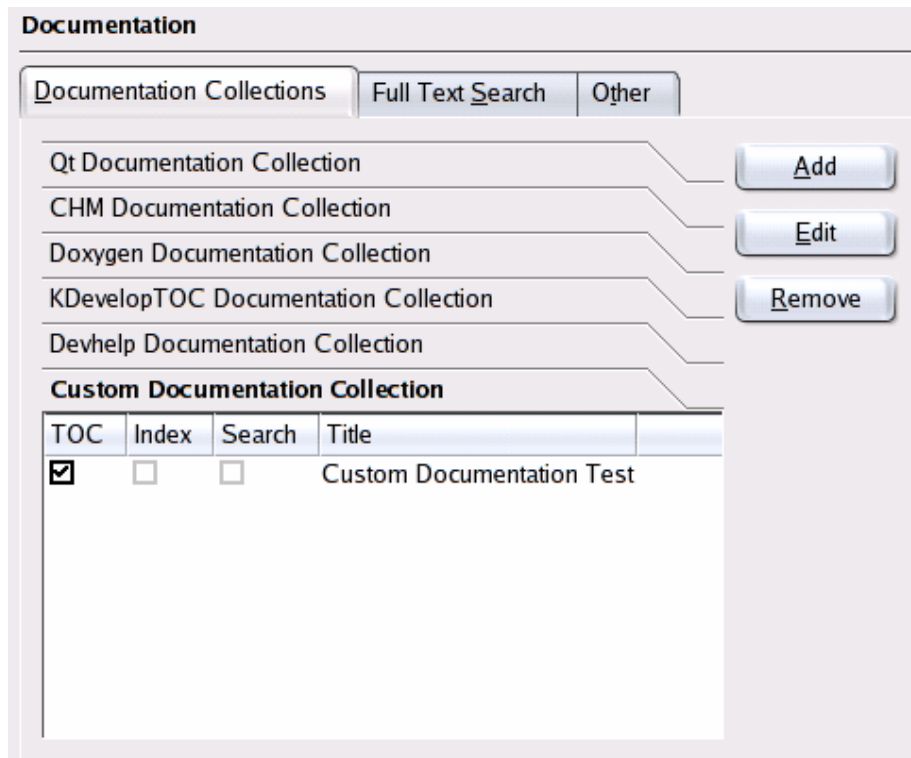 Documentation
Documentation Collections Full Text Search Other
Qt Documentation Collection
CHM Documentation Collection
Doxygen Documentation Collection
KDevelopTOC Documentation Collection
Devhelp Documentation Collection
Custom Documentation Collection
TOC Index Search Title
Custom Documentation Test
Add
Edit
Remove